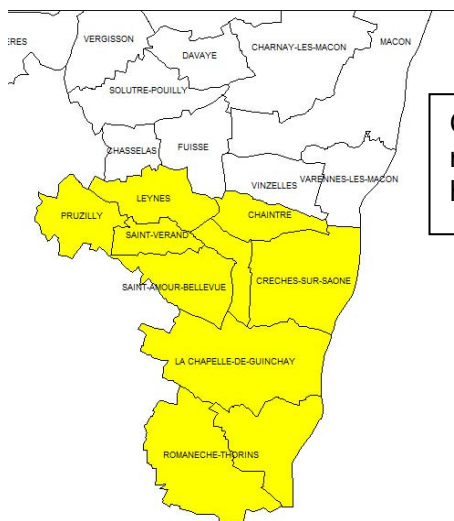 ERES
VERGISSON
DAVAYE
CHARNAY-LES-MACON
MACON
SOLUTRE-POUILLY
CHASSELAS
FUISSE
VINZELLES
VARENNES-LES-MACON
LEYNES
PRUZILLY
CHAINTRE
SAINT-VERAND
SAINT-AMOUR-BELLEVUE
CRECHES-SUR-SAONE
LA CHAPELLE-DE-GUINCHAY
ROMANECHE-THORINS